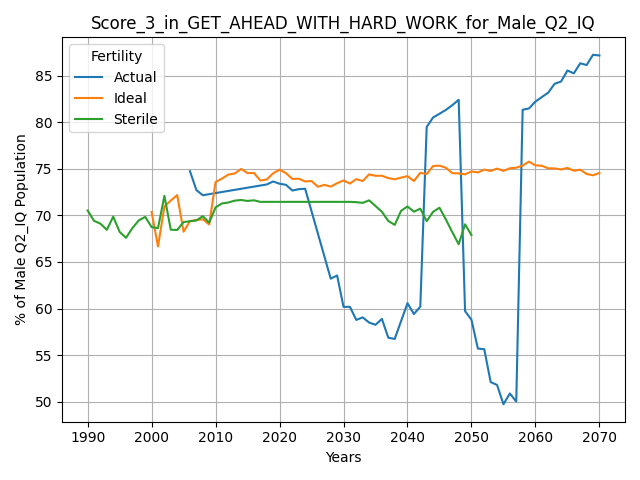 Score_3_in_GET_AHEAD_WITH_HARD_WORK_for_Male_Q2_IQ
Fertility
Actual
Ideal
Sterile
% of Male Q2_IQ Population
85
80
75
70
65
60
55
50
1990 2000 2010 2020 2030 2040 2050 2060 2070
Years